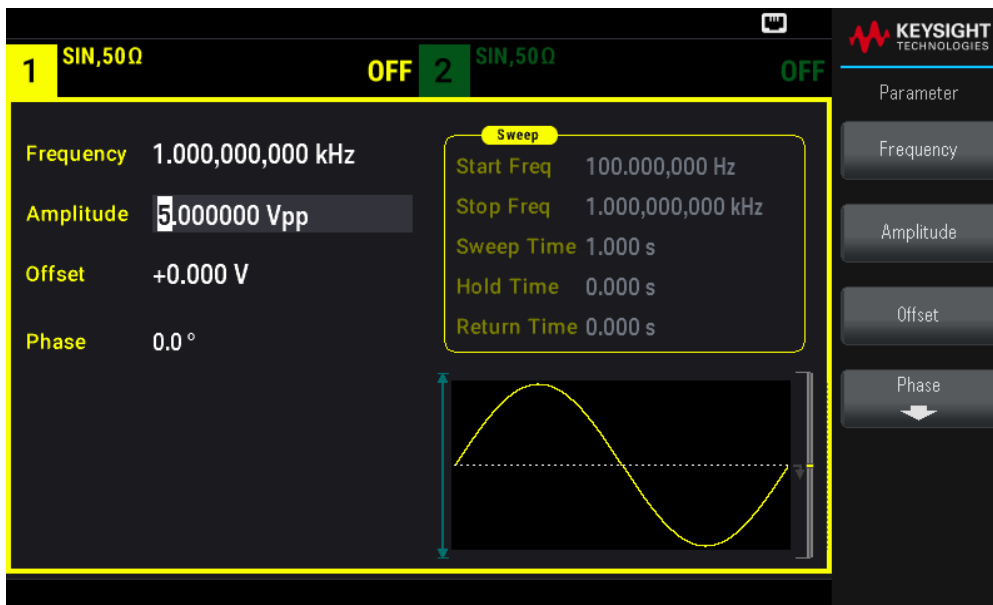 KEYSIGHT
TECHNOLOGIES
1 SIN,50Ω OFF
2 SIN,50Ω OFF
Frequency 1.000,000,000 kHz
Amplitude 5.000000 Vpp
Offset +0.000 V
Phase 0.0 °
Sweep
Start Freq 100.000,000 Hz
Stop Freq 1.000,000,000 kHz
Sweep Time 1.000 s
Hold Time 0.000 s
Return Time 0.000 s
Parameter
Frequency
Amplitude
Offset
Phase